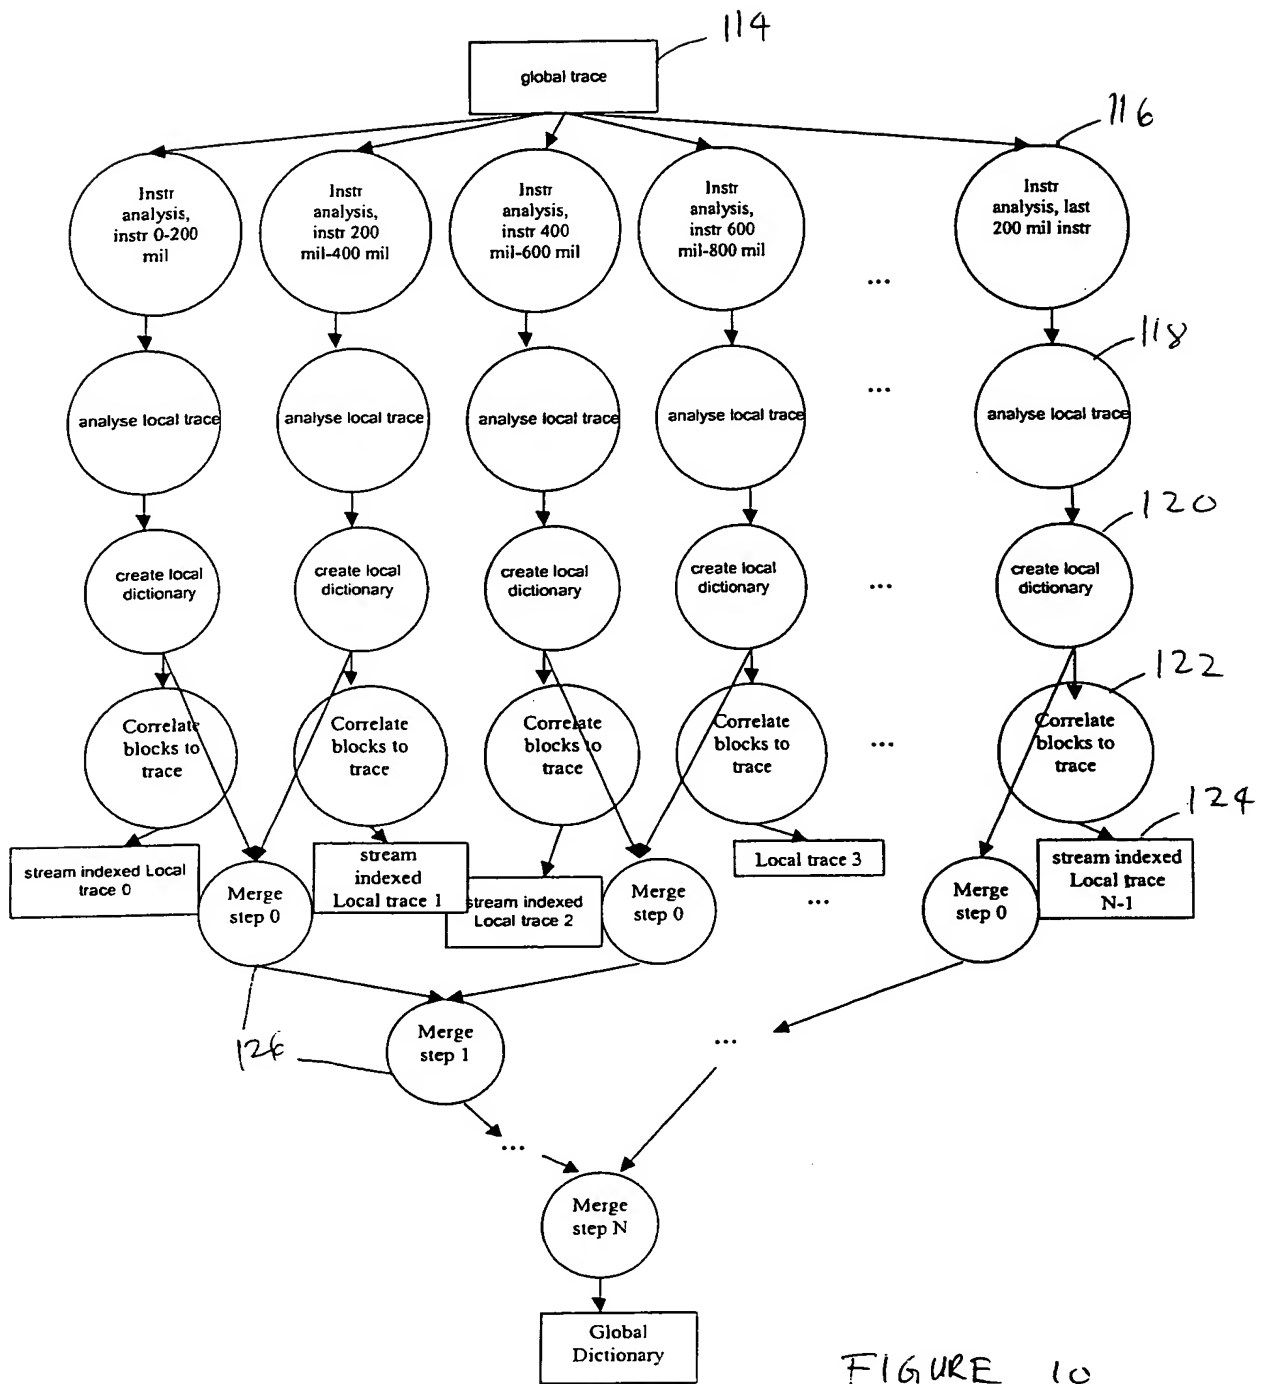 114
global trace
116
Instr
analysis,
instr 0-200
mil
Instr
analysis,
instr 200
mil-400 mil
Instr
analysis,
instr 400
mil-600 mil
Instr
analysis,
instr 600
mil-800 mil
...
Instr
analysis, last
200 mil instr
118
analyse local trace
analyse local trace
analyse local trace
analyse local trace
...
analyse local trace
120
create local
dictionary
create local
dictionary
create local
dictionary
create local
dictionary
...
create local
dictionary
122
Correlate
blocks to
trace
Correlate
blocks to
trace
Correlate
blocks to
trace
Correlate
blocks to
trace
...
Correlate
blocks to
trace
124
stream indexed Local
trace 0
Merge
step 0
stream
indexed
Local trace 1
stream indexed
Local trace 2
Merge
step 0
Local trace 3
...
Merge
step 0
stream indexed
Local trace
N-1
126
Merge
step 1
...
...
Merge
step N
Global
Dictionary
FIGURE 10